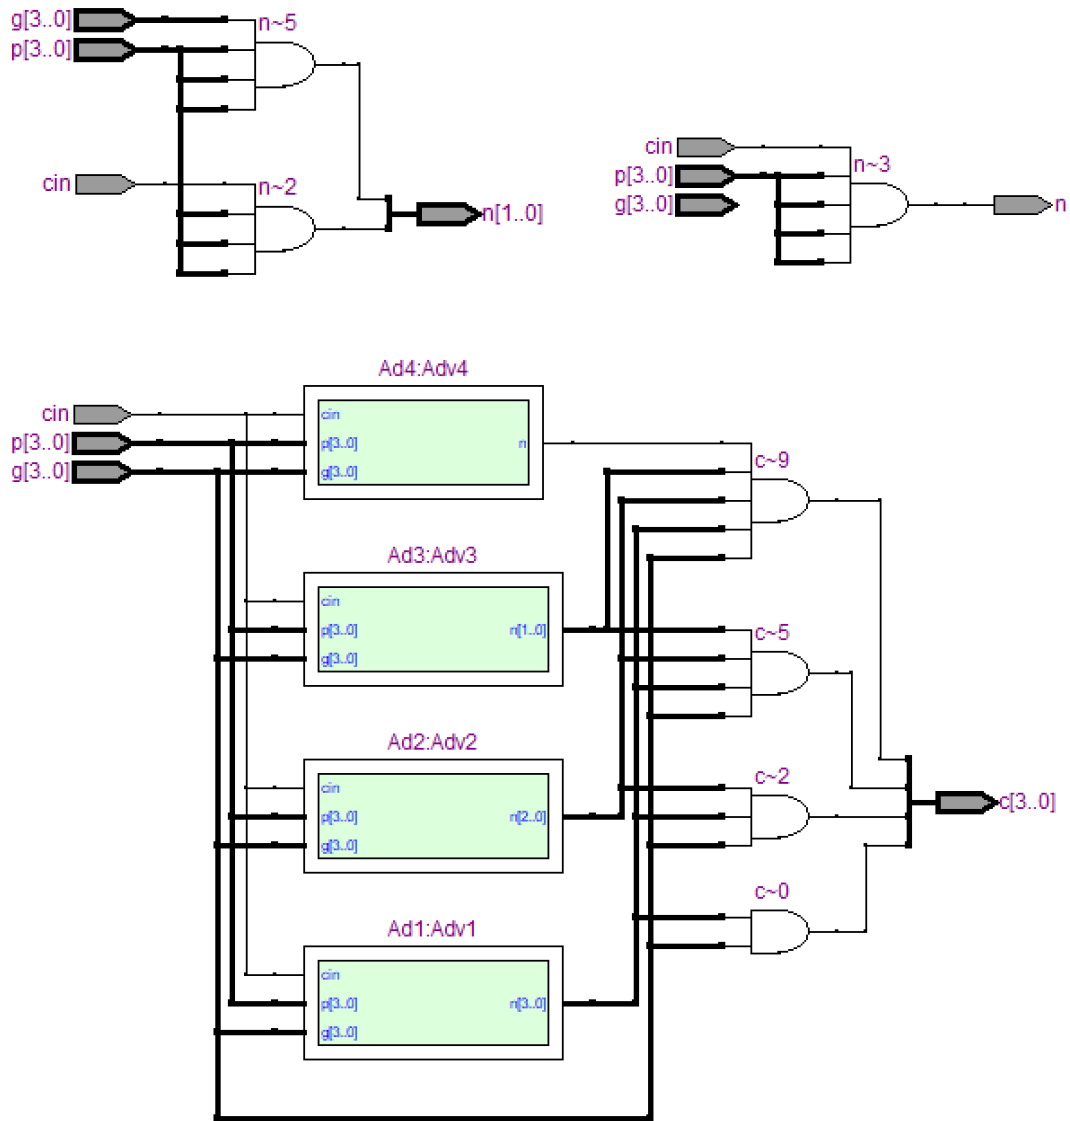 g[3..0]
n~5
p[3..0]
cin
n~2
n[1..0]
cin
n~3
p[3..0]
g[3..0]
n
Ad4:Adv4
cin
p[3..0]
g[3..0]
cin
p[3..0]
n
g[3..0]
c~9
Ad3:Adv3
cin
p[3..0]
n[1..0]
g[3..0]
c~5
Ad2:Adv2
cin
p[3..0]
n[2..0]
g[3..0]
c~2
c[3..0]
c~0
Ad1:Adv1
cin
p[3..0]
n[3..0]
g[3..0]